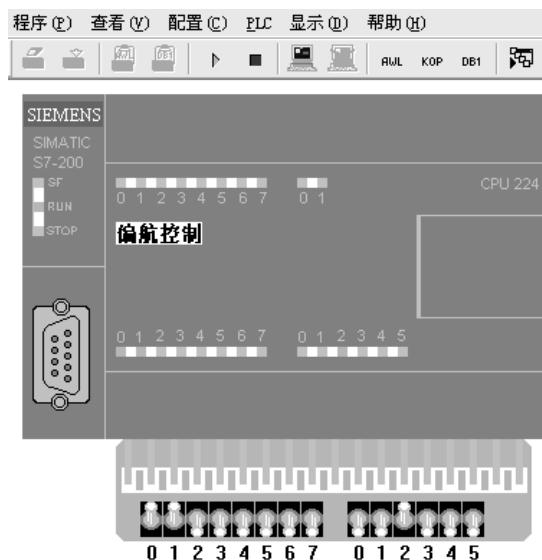 程序(P) 查看(V) 配置(C) PLC 显示(D) 帮助(H)
AWL DB1 AWL KOP DB1
SIEMENS
SIMATIC
S7-200
SF
RUN
STOP
0 1 2 3 4 5 6 7 0 1
CPU 224
偏航控制
0 1 2 3 4 5 6 7 0 1 2 3 4 5
0 1 2 3 4 5 6 7 0 1 2 3 4 5